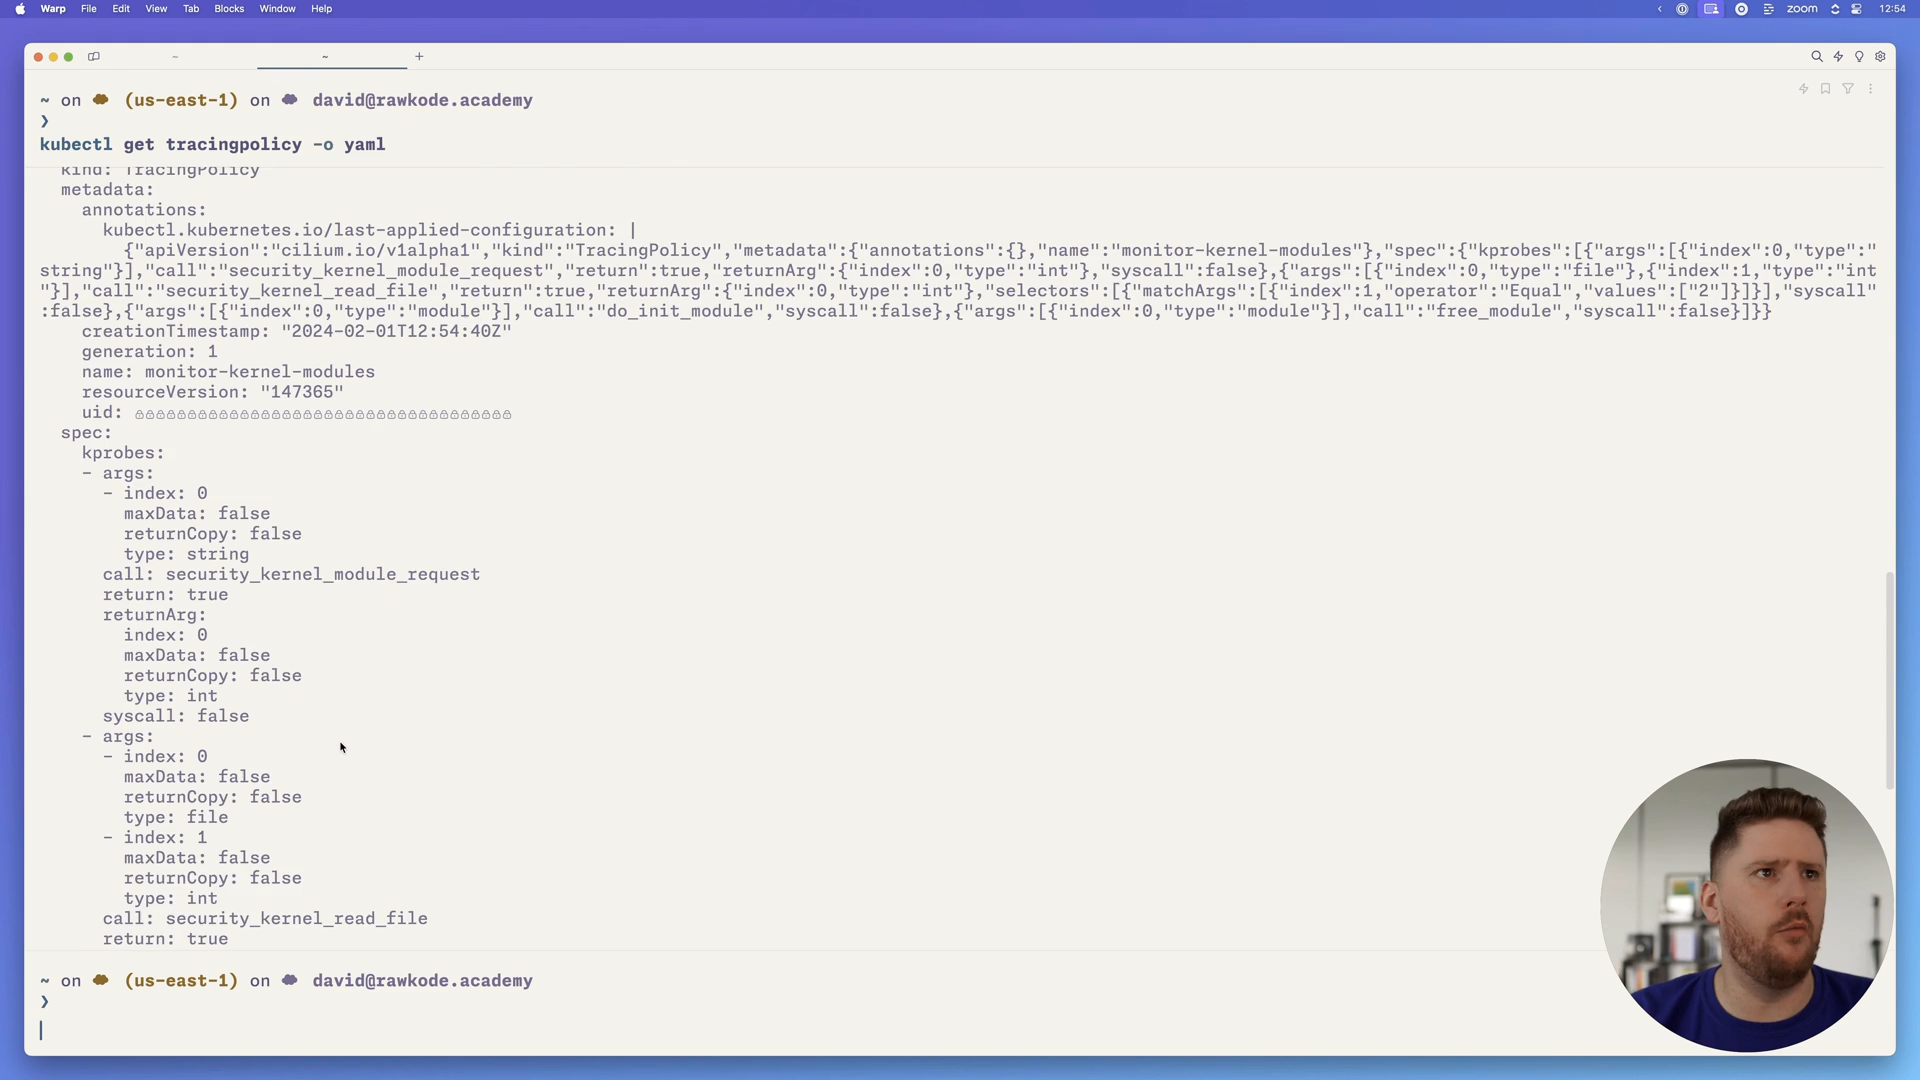 Warp File Edit View Tab Blocks Window Help
zoom 12:54
~ ~ +
~ on (us-east-1) on david@rawkode.academy
❯
kubectl get tracingpolicy -o yaml
kind: TracingPolicy
metadata:
annotations:
kubectl.kubernetes.io/last-applied-configuration: |
{"apiVersion":"cilium.io/v1alpha1","kind":"TracingPolicy","metadata":{"annotations":{},"name":"monitor-kernel-modules"},"spec":{"kprobes":[{"args":[{"index":0,"type":"
string"}],"call":"security_kernel_module_request","return":true,"returnArg":{"index":0,"type":"int"},"syscall":false},{"args":[{"index":0,"type":"file"},{"index":1,"type":"int
"}],"call":"security_kernel_read_file","return":true,"returnArg":{"index":0,"type":"int"},"selectors":[{"matchArgs":[{"index":1,"operator":"Equal","values":["2"]}]}],"syscall"
:false},{"args":[{"index":0,"type":"module"}],"call":"do_init_module","syscall":false},{"args":[{"index":0,"type":"module"}],"call":"free_module","syscall":false}]}}
creationTimestamp: "2024-02-01T12:54:40Z"
generation: 1
name: monitor-kernel-modules
resourceVersion: "147365"
uid:
spec:
kprobes:
- args:
- index: 0
maxData: false
returnCopy: false
type: string
call: security_kernel_module_request
return: true
returnArg:
index: 0
maxData: false
returnCopy: false
type: int
syscall: false
- args:
- index: 0
maxData: false
returnCopy: false
type: file
- index: 1
maxData: false
returnCopy: false
type: int
call: security_kernel_read_file
return: true
~ on (us-east-1) on david@rawkode.academy
❯